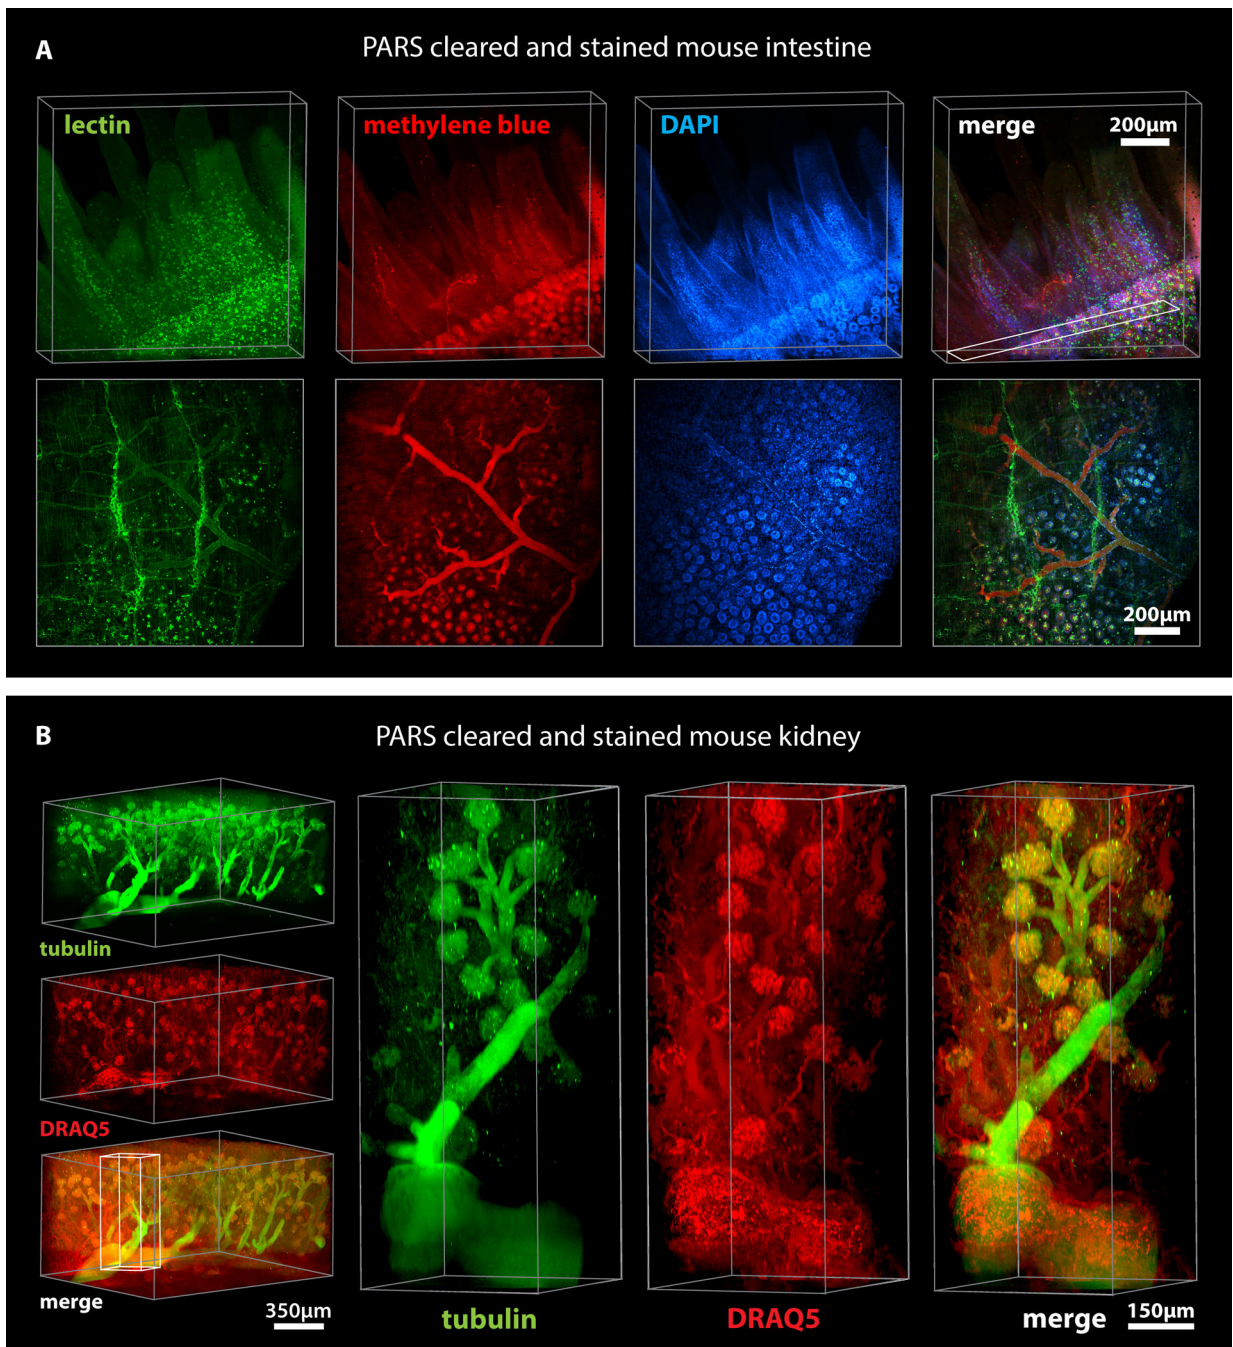 A
PARS cleared and stained mouse intestine
lectin
methylene blue
DAPI
merge
200µm
200µm
B
PARS cleared and stained mouse kidney
tubulin
DRAQ5
merge
350µm
tubulin
DRAQ5
merge
150µm